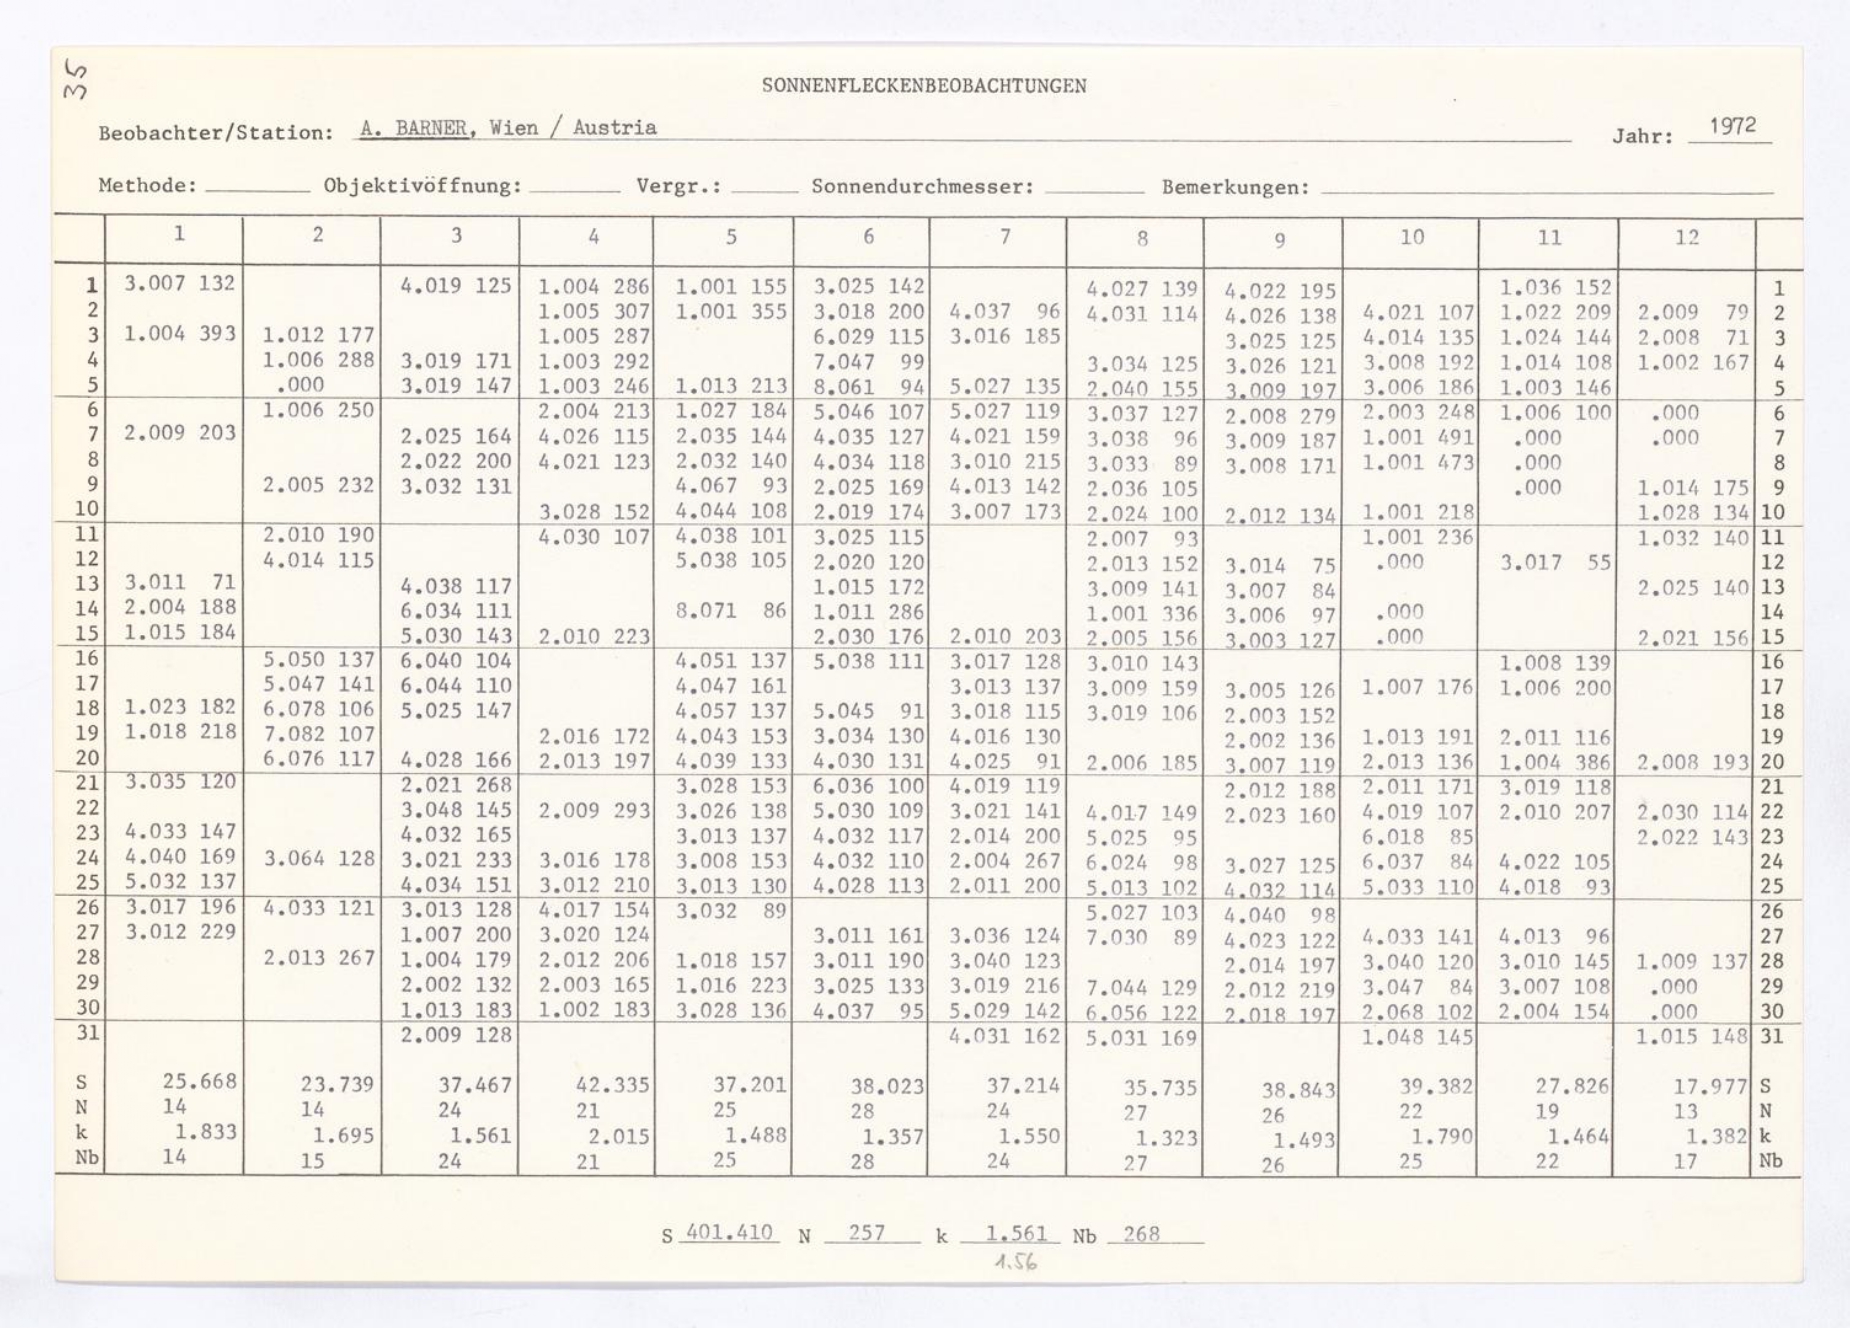 35
SONNENFLECKENBEOBACHTUNGEN
Beobachter/Station: A. BARNER, Wien / Austria Jahr: 1972
Methode: Objektivöffnung: Vergr.: Sonnendurchmesser: Bemerkungen:
1 2 3 4 5 6 7 8 9 10 11 12
1 3.007 132 4.019 125 1.004 286 1.001 155 3.025 142 4.027 139 4.022 195 1.036 152 1
2 1.005 307 1.001 355 3.018 200 4.037 96 4.031 114 4.026 138 4.021 107 1.022 209 2.009 79 2
3 1.004 393 1.012 177 1.005 287 6.029 115 3.016 185 3.025 125 4.014 135 1.024 144 2.008 71 3
4 1.006 288 3.019 171 1.003 292 7.047 99 3.034 125 3.026 121 3.008 192 1.014 108 1.002 167 4
5 .000 3.019 147 1.003 246 1.013 213 8.061 94 5.027 135 2.040 155 3.009 197 3.006 186 1.003 146 5
6 1.006 250 2.004 213 1.027 184 5.046 107 5.027 119 3.037 127 2.008 279 2.003 248 1.006 100 .000 6
7 2.009 203 2.025 164 4.026 115 2.035 144 4.035 127 4.021 159 3.038 96 3.009 187 1.001 491 .000 .000 7
8 2.022 200 4.021 123 2.032 140 4.034 118 3.010 215 3.033 89 3.008 171 1.001 473 .000 8
9 2.005 232 3.032 131 4.067 93 2.025 169 4.013 142 2.036 105 .000 1.014 175 9
10 3.028 152 4.044 108 2.019 174 3.007 173 2.024 100 2.012 134 1.001 218 1.028 134 10
11 2.010 190 4.030 107 4.038 101 3.025 115 2.007 93 1.001 236 1.032 140 11
12 4.014 115 5.038 105 2.020 120 2.013 152 3.014 75 .000 3.017 55 12
13 3.011 71 4.038 117 1.015 172 3.009 141 3.007 84 2.025 140 13
14 2.004 188 6.034 111 8.071 86 1.011 286 1.001 336 3.006 97 .000 14
15 1.015 184 5.030 143 2.010 223 2.030 176 2.010 203 2.005 156 3.003 127 .000 2.021 156 15
16 5.050 137 6.040 104 4.051 137 5.038 111 3.017 128 3.010 143 1.008 139 16
17 5.047 141 6.044 110 4.047 161 3.013 137 3.009 159 3.005 126 1.007 176 1.006 200 17
18 1.023 182 6.078 106 5.025 147 4.057 137 5.045 91 3.018 115 3.019 106 2.003 152 18
19 1.018 218 7.082 107 2.016 172 4.043 153 3.034 130 4.016 130 2.002 136 1.013 191 2.011 116 19
20 6.076 117 4.028 166 2.013 197 4.039 133 4.030 131 4.025 91 2.006 185 3.007 119 2.013 136 1.004 386 2.008 193 20
21 3.035 120 2.021 268 3.028 153 6.036 100 4.019 119 2.012 188 2.011 171 3.019 118 21
22 3.048 145 2.009 293 3.026 138 5.030 109 3.021 141 4.017 149 2.023 160 4.019 107 2.010 207 2.030 114 22
23 4.033 147 4.032 165 3.013 137 4.032 117 2.014 200 5.025 95 6.018 85 2.022 143 23
24 4.040 169 3.064 128 3.021 233 3.016 178 3.008 153 4.032 110 2.004 267 6.024 98 3.027 125 6.037 84 4.022 105 24
25 5.032 137 4.034 151 3.012 210 3.013 130 4.028 113 2.011 200 5.013 102 4.032 114 5.033 110 4.018 93 25
26 3.017 196 4.033 121 3.013 128 4.017 154 3.032 89 5.027 103 4.040 98 26
27 3.012 229 1.007 200 3.020 124 3.011 161 3.036 124 7.030 89 4.023 122 4.033 141 4.013 96 27
28 2.013 267 1.004 179 2.012 206 1.018 157 3.011 190 3.040 123 2.014 197 3.040 120 3.010 145 1.009 137 28
29 2.002 132 2.003 165 1.016 223 3.025 133 3.019 216 7.044 129 2.012 219 3.047 84 3.007 108 .000 29
30 1.013 183 1.002 183 3.028 136 4.037 95 5.029 142 6.056 122 2.018 197 2.068 102 2.004 154 .000 30
31 2.009 128 4.031 162 5.031 169 1.048 145 1.015 148 31
S 25.668 23.739 37.467 42.335 37.201 38.023 37.214 35.735 38.843 39.382 27.826 17.977 S
N 14 14 24 21 25 28 24 27 26 22 19 13 N
k 1.833 1.695 1.561 2.015 1.488 1.357 1.550 1.323 1.493 1.790 1.464 1.382 k
Nb 14 15 24 21 25 28 24 27 26 25 22 17 Nb
S 401.410 N 257 k 1.561 Nb 268
1.56